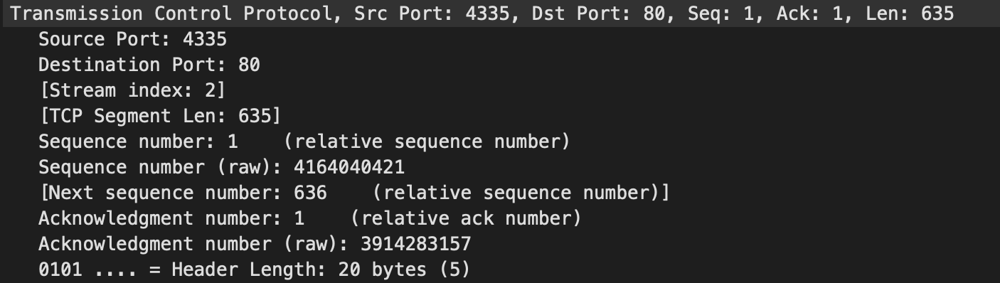 Transmission Control Protocol, Src Port: 4335, Dst Port: 80, Seq: 1, Ack: 1, Len: 635
Source Port: 4335
Destination Port: 80
[Stream index: 2]
[TCP Segment Len: 635]
Sequence number: 1    (relative sequence number)
Sequence number (raw): 4164040421
[Next sequence number: 636    (relative sequence number)]
Acknowledgment number: 1    (relative ack number)
Acknowledgment number (raw): 3914283157
0101 .... = Header Length: 20 bytes (5)